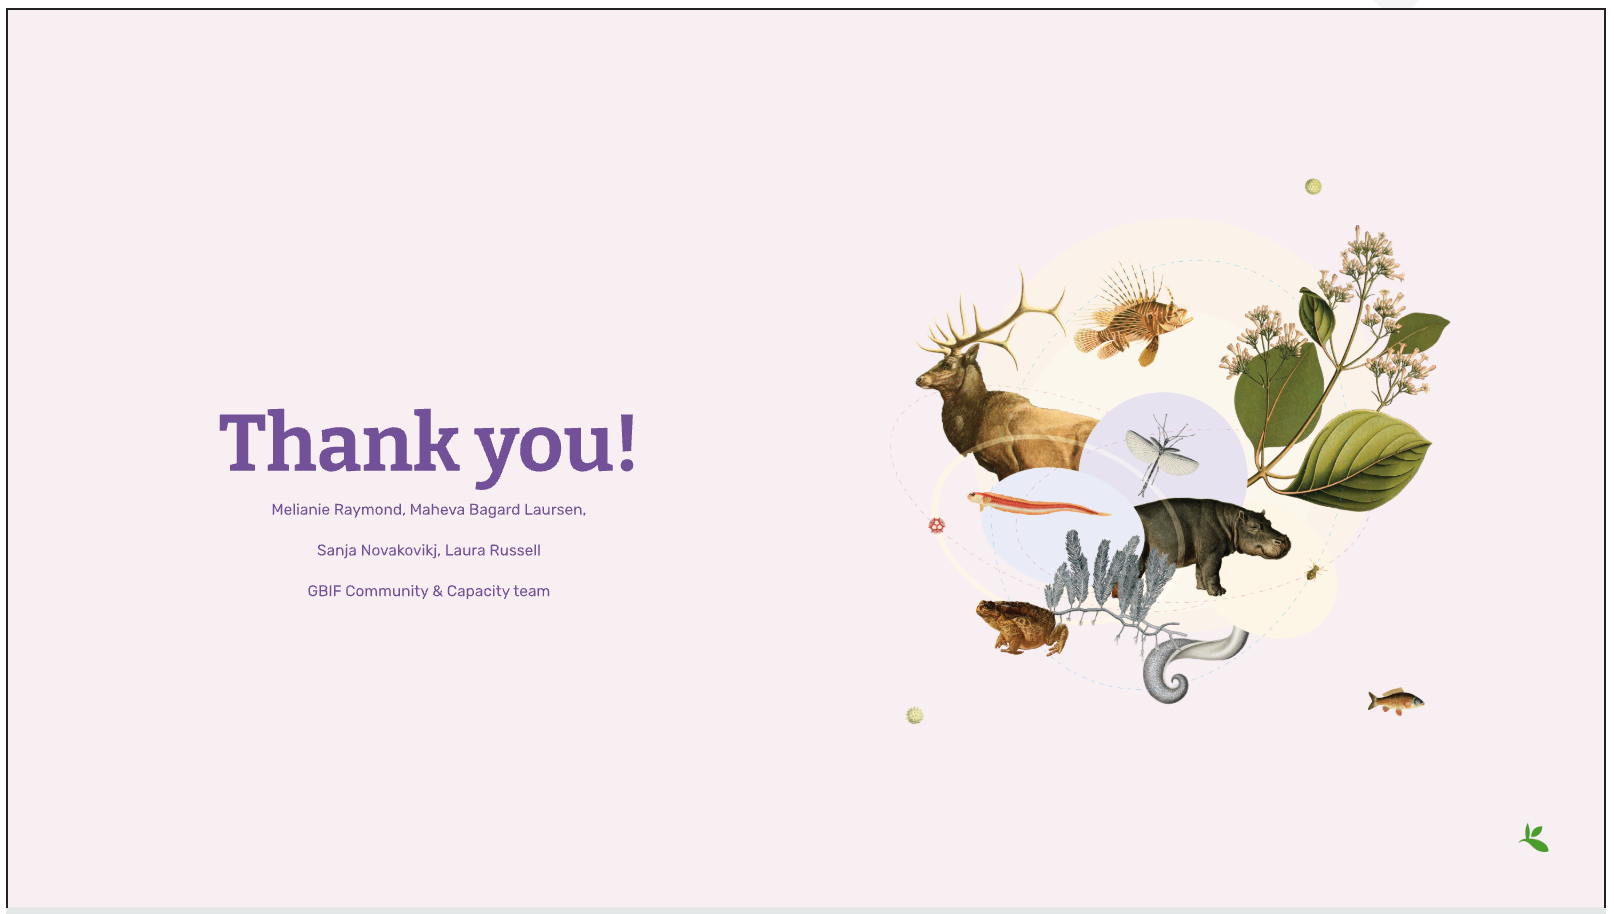 Thank you!
Melianie Raymond, Maheva Bagard Laursen,
Sanja Novakovikj, Laura Russell
GBIF Community & Capacity team